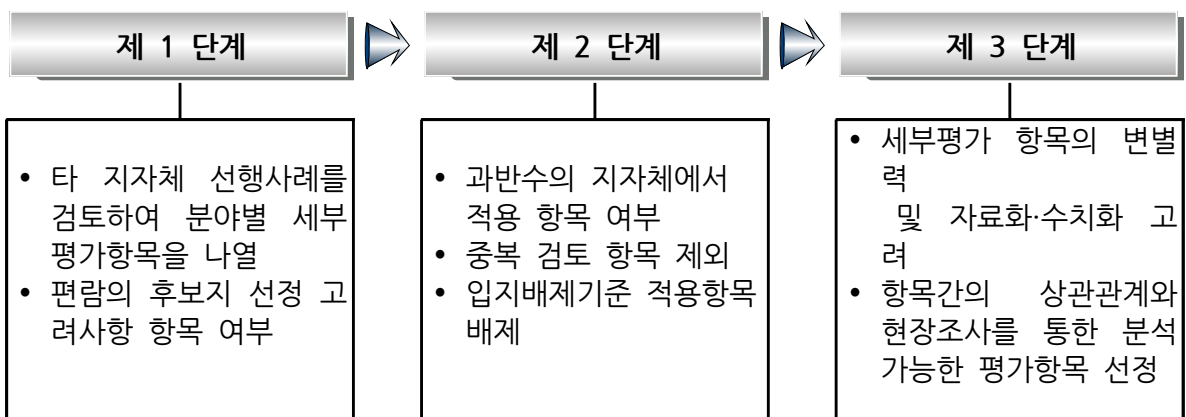 제 1 단계
제 2 단계
제 3 단계
• 타 지자체 선행사례를
검토하여 분야별 세부
평가항목을 나열
• 편람의 후보지 선정 고
려사항 항목 여부
• 과반수의 지자체에서
적용 항목 여부
• 중복 검토 항목 제외
• 입지배제기준 적용항목
배제
• 세부평가 항목의 변별
력
및 자료화·수치화 고
려
• 항목간의 상관관계와
현장조사를 통한 분석
가능한 평가항목 선정